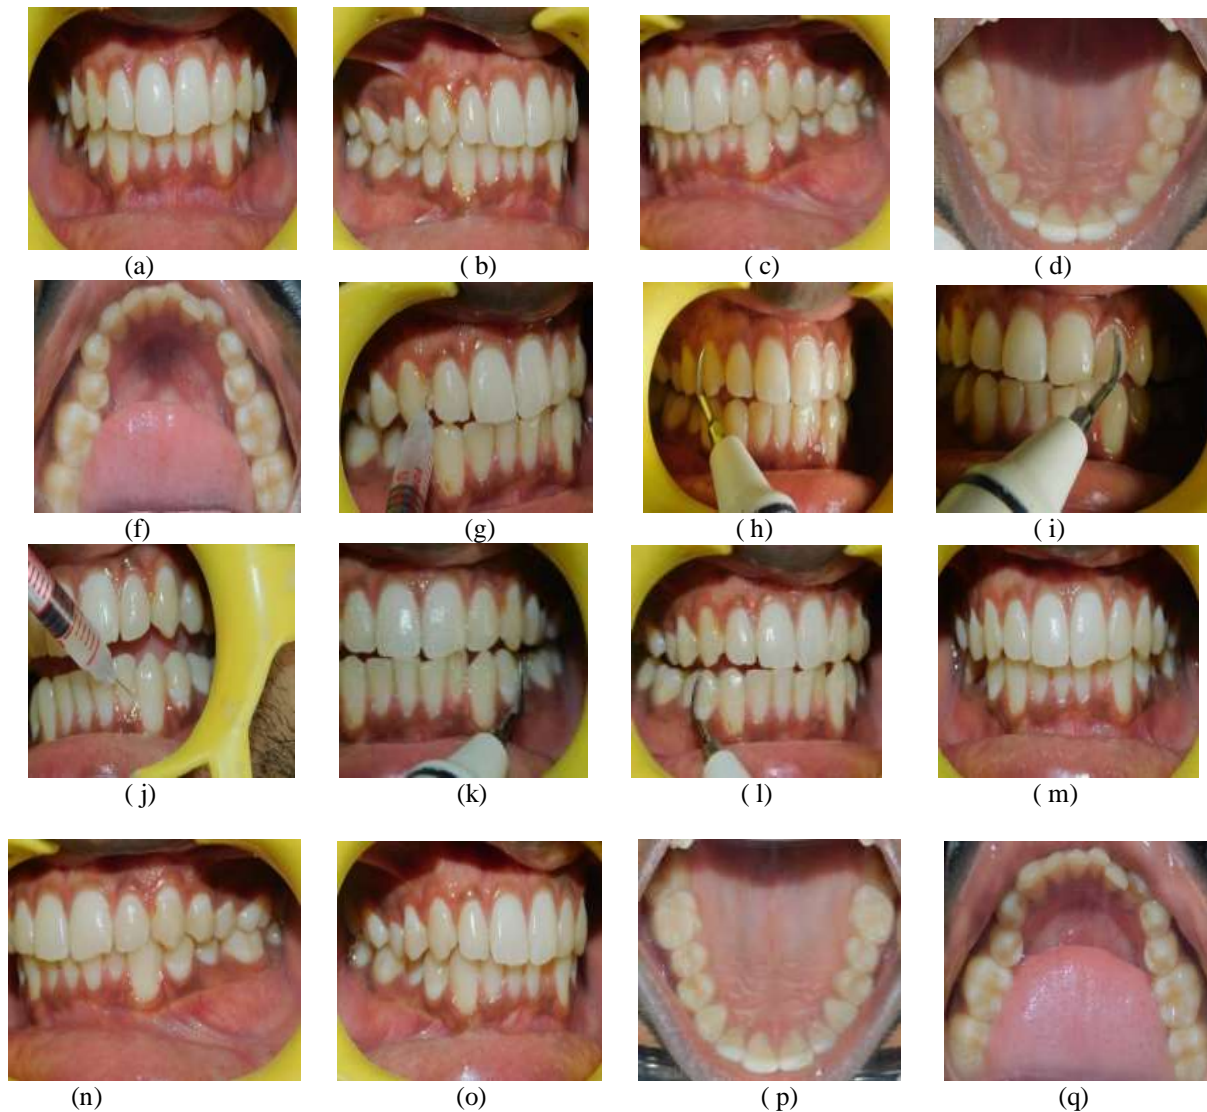 (a) ( b) ( c) ( d)
(f) (g) ( h) ( i)
( j) (k) ( l) ( m)
(n) (o) ( p) (q)